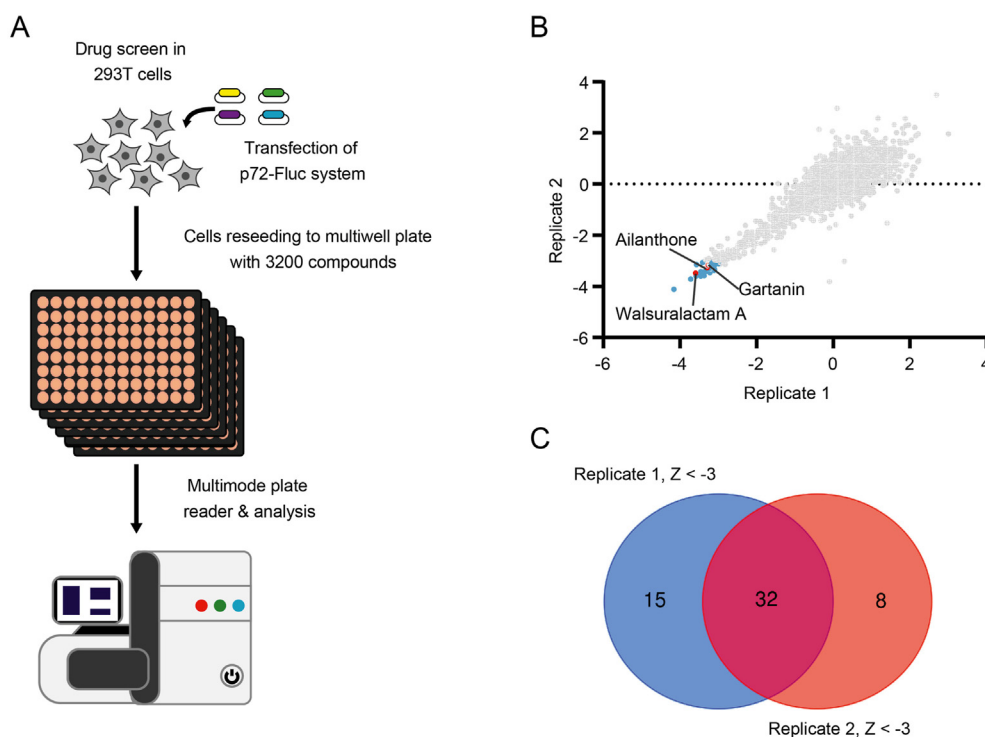 A
Drug screen in
293T cells
Transfection of
p72-Fluc system
Cells reseeding to multiwell plate
with 3200 compounds
Multimode plate
reader & analysis
B
4
2
0
-2
-4
-6
Replicate 2
Ailanthone
Gartanin
Walsuralactam A
-6
-4
-2
0
2
4
Replicate 1
C
Replicate 1, Z < -3
15
32
8
Replicate 2, Z < -3